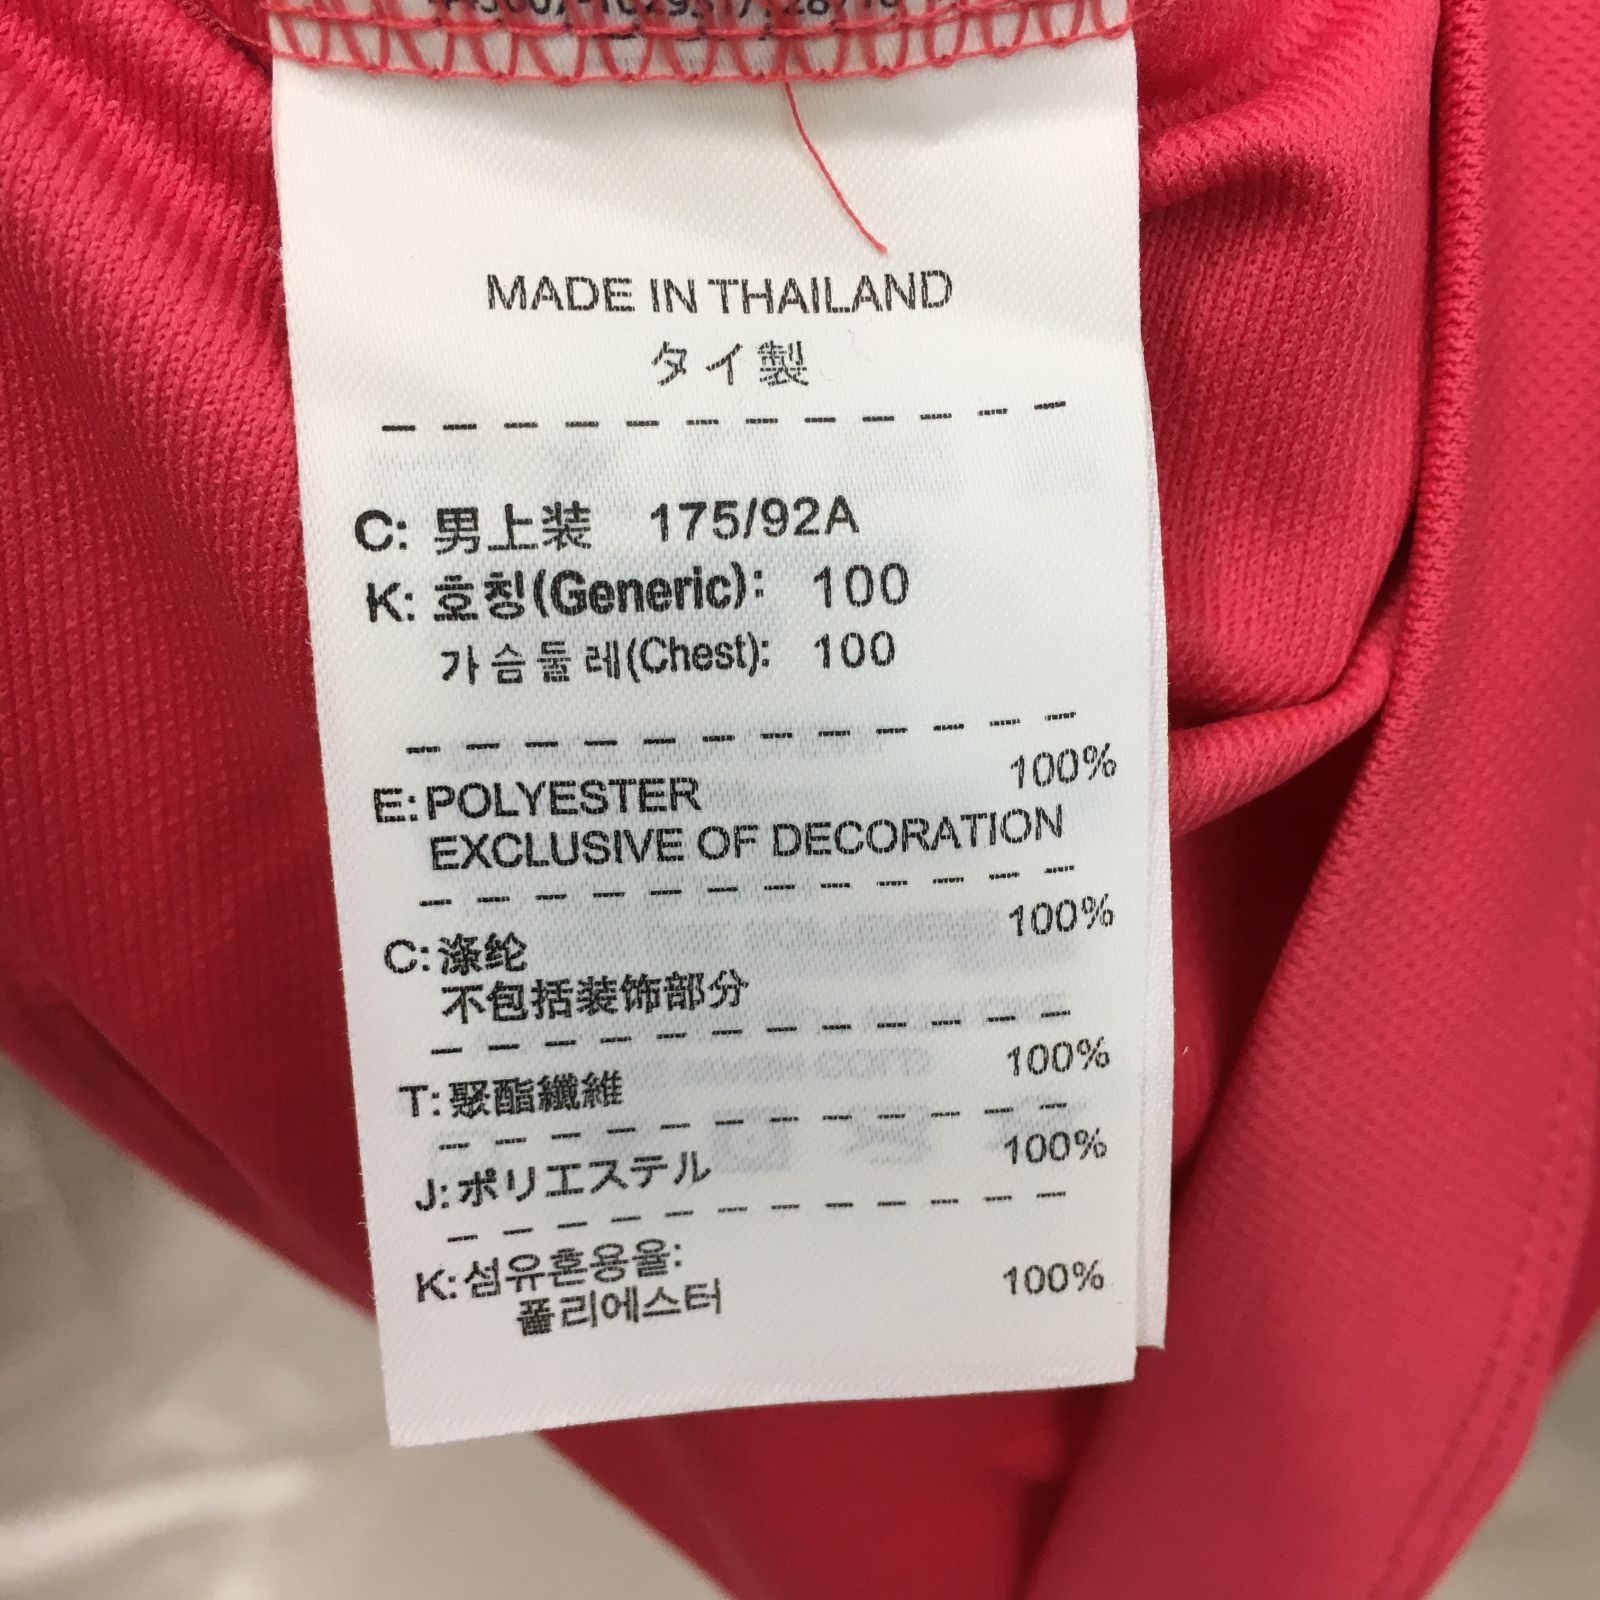 MADE IN THAILAND
タイ製
C: 男上装 175/92A
K: 호칭(Generic): 100
가슴둘레(Chest): 100
E: POLYESTER 100%
EXCLUSIVE OF DECORATION
C: 涤纶 100%
不包括装饰部分
T: 聚酯纖維 100%
J: ポリエステル 100%
K: 섬유혼용율:
폴리에스터 100%